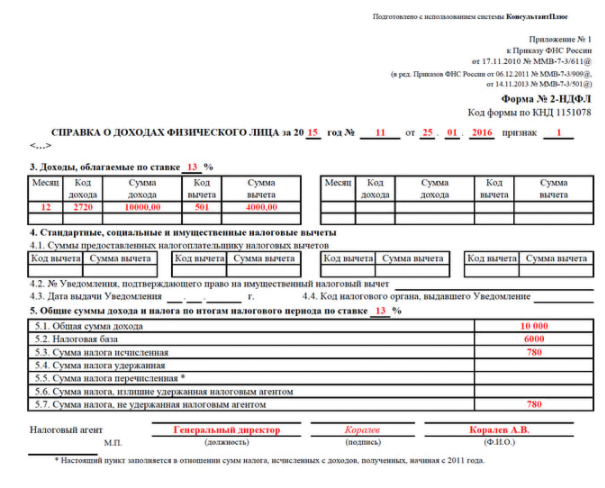 Подготовлено с использованием системы КонсультантПлюс
Приложение № 1
к Приказу ФНС России
от 17.11.2010 № ММВ-7-3/611@
(в ред. Приказов ФНС России от 06.12.2011 № ММВ-7-3/909@,
от 14.11.2013 № ММВ-7-3/501@)
Форма № 2-НДФЛ
Код формы по КНД 1151078
СПРАВКА О ДОХОДАХ ФИЗИЧЕСКОГО ЛИЦА за 20 15 год № 11 от 25 . 01 . 2016 признак 1
<...>
3. Доходы, облагаемые по ставке 13 %
Месяц Код дохода Сумма дохода Код вычета Сумма вычета Месяц Код дохода Сумма дохода Код вычета Сумма вычета
12 2720 10000,00 501 4000,00
4. Стандартные, социальные и имущественные налоговые вычеты
4.1. Суммы предоставленных налогоплательщику налоговых вычетов
Код вычета Сумма вычета Код вычета Сумма вычета Код вычета Сумма вычета Код вычета Сумма вычета
4.2. № Уведомления, подтверждающего право на имущественный налоговый вычет
4.3. Дата выдачи Уведомления . . г. 4.4. Код налогового органа, выдавшего Уведомление
5. Общие суммы дохода и налога по итогам налогового периода по ставке 13 %
5.1. Общая сумма дохода 10 000
5.2. Налоговая база 6000
5.3. Сумма налога исчисленная 780
5.4. Сумма налога удержанная
5.5. Сумма налога перечисленная *
5.6. Сумма налога, излишне удержанная налоговым агентом
5.7. Сумма налога, не удержанная налоговым агентом 780
Налоговый агент Генеральный директор Королев Королев А.В.
М.П. (должность) (подпись) (Ф.И.О.)
* Настоящий пункт заполняется в отношении сумм налога, исчисленных с доходов, полученных, начиная с 2011 года.